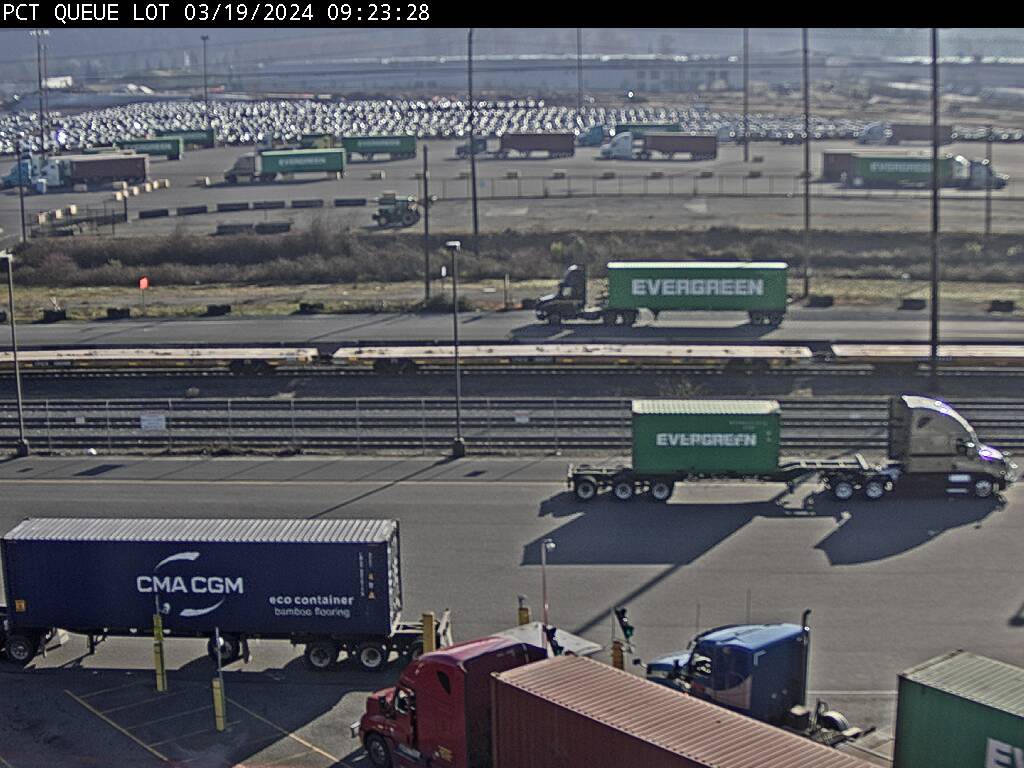 PCT QUEUE LOT 03/19/2024 09:23:28
EVERGREEN
EVERGREEN
EVERGREEN
EVERGREEN
EVERGREEN
CMA CGM
eco container
bamboo flooring